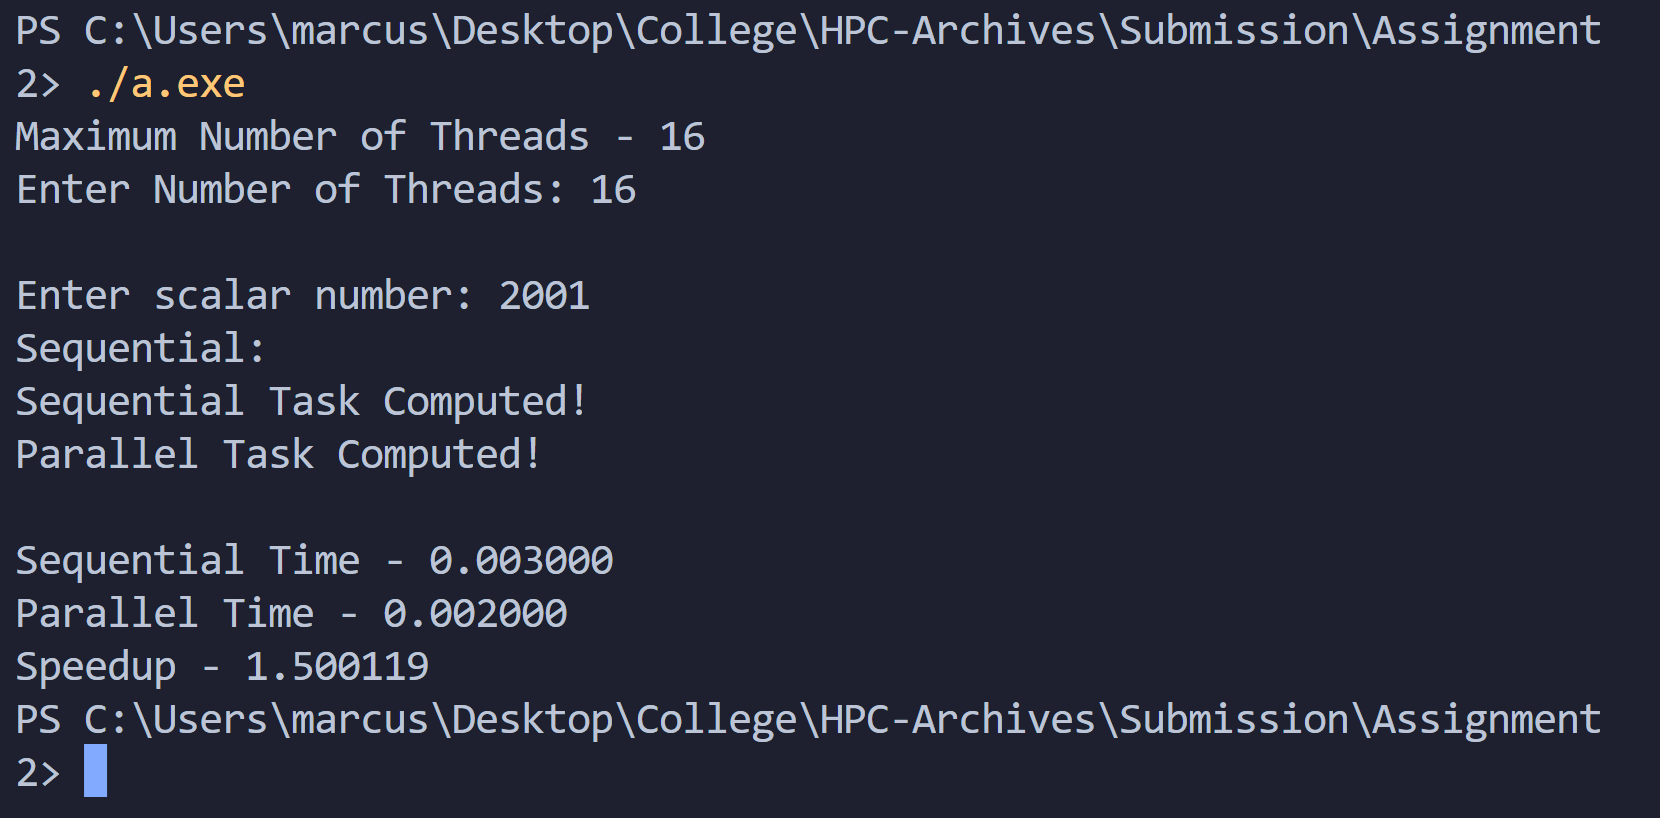 PS C:\Users\marcus\Desktop\College\HPC-Archives\Submission\Assignment
2> ./a.exe
Maximum Number of Threads - 16
Enter Number of Threads: 16
Enter scalar number: 2001
Sequential:
Sequential Task Computed!
Parallel Task Computed!
Sequential Time - 0.003000
Parallel Time - 0.002000
Speedup - 1.500119
PS C:\Users\marcus\Desktop\College\HPC-Archives\Submission\Assignment
2>